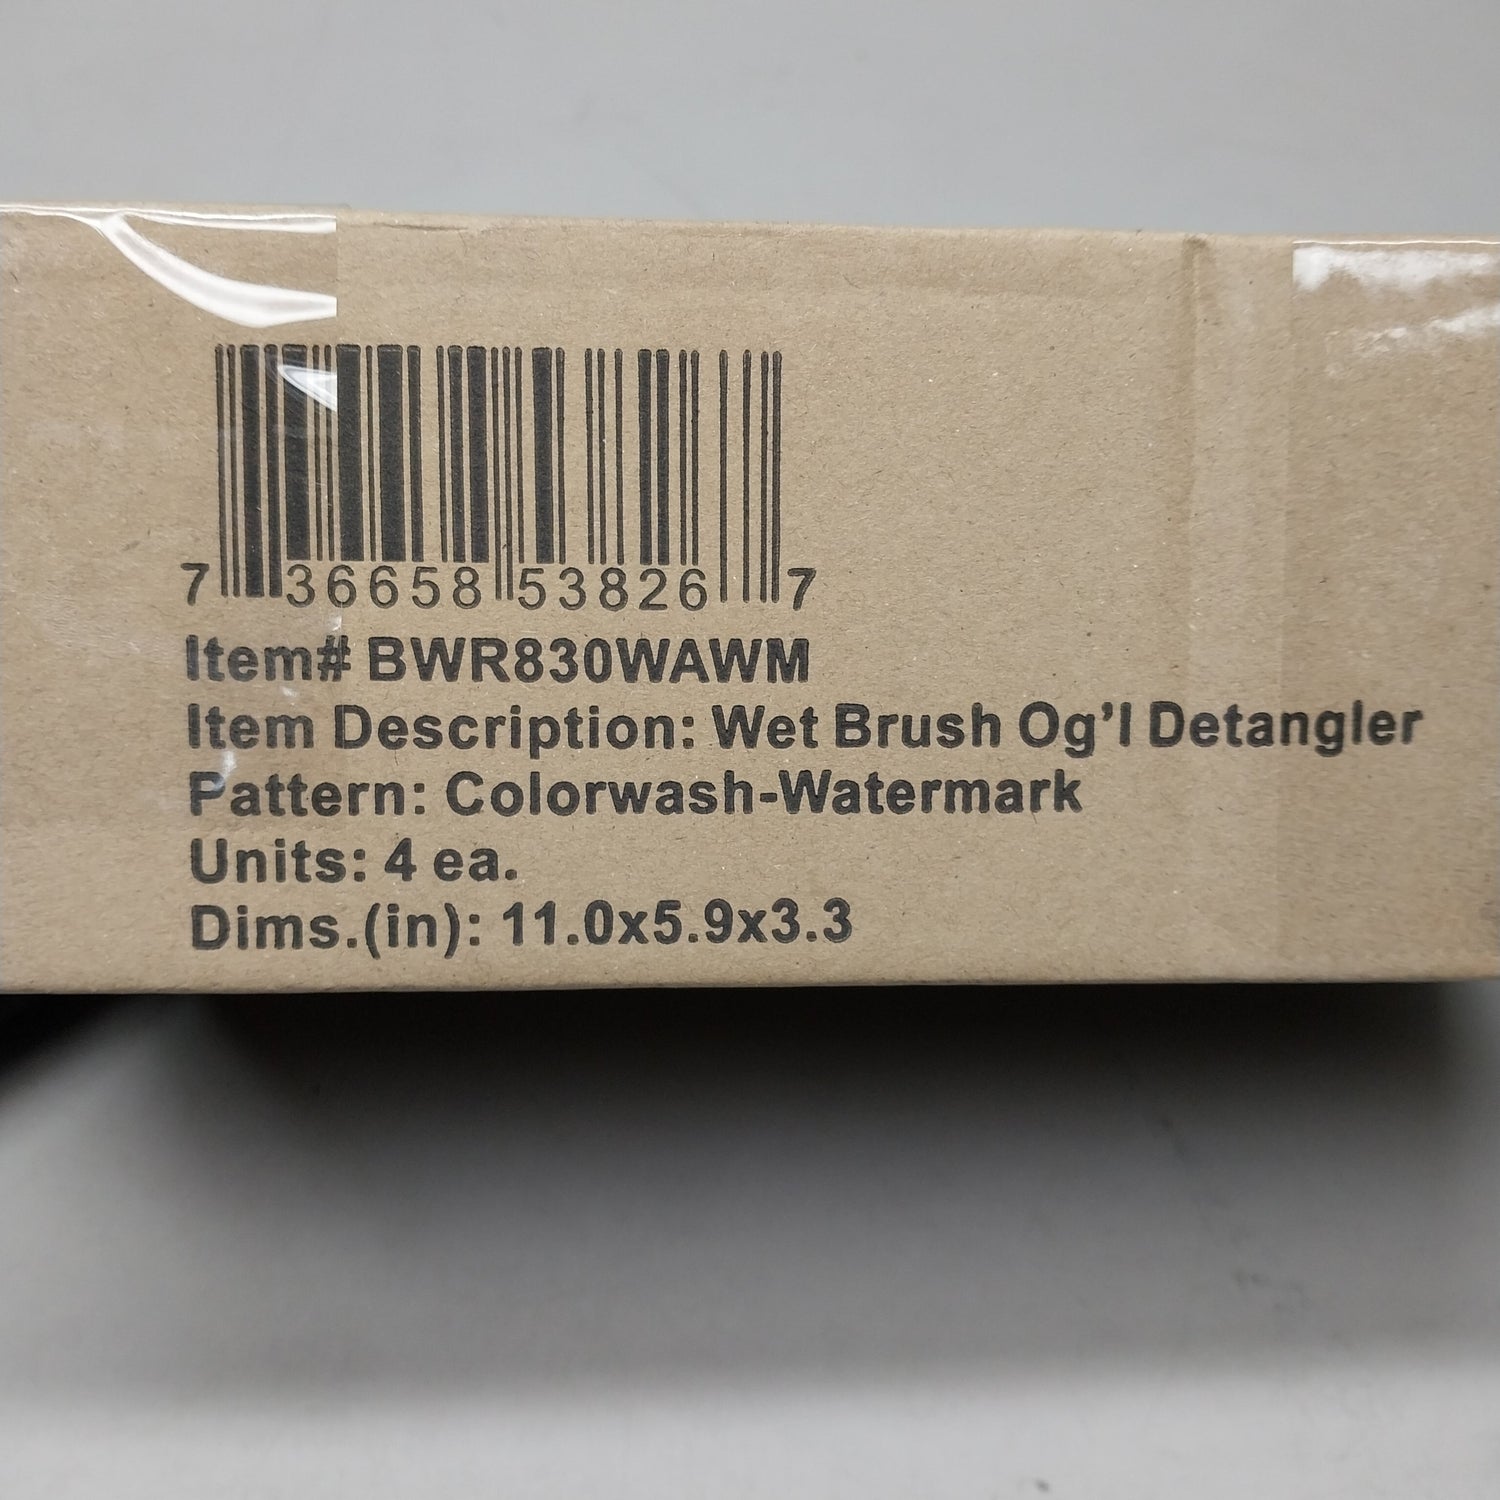 7 36658 53826 7
Item# BWR830WAWM
Item Description: Wet Brush Og'l Detangler
Pattern: Colorwash-Watermark
Units: 4 ea.
Dims.(in): 11.0x5.9x3.3